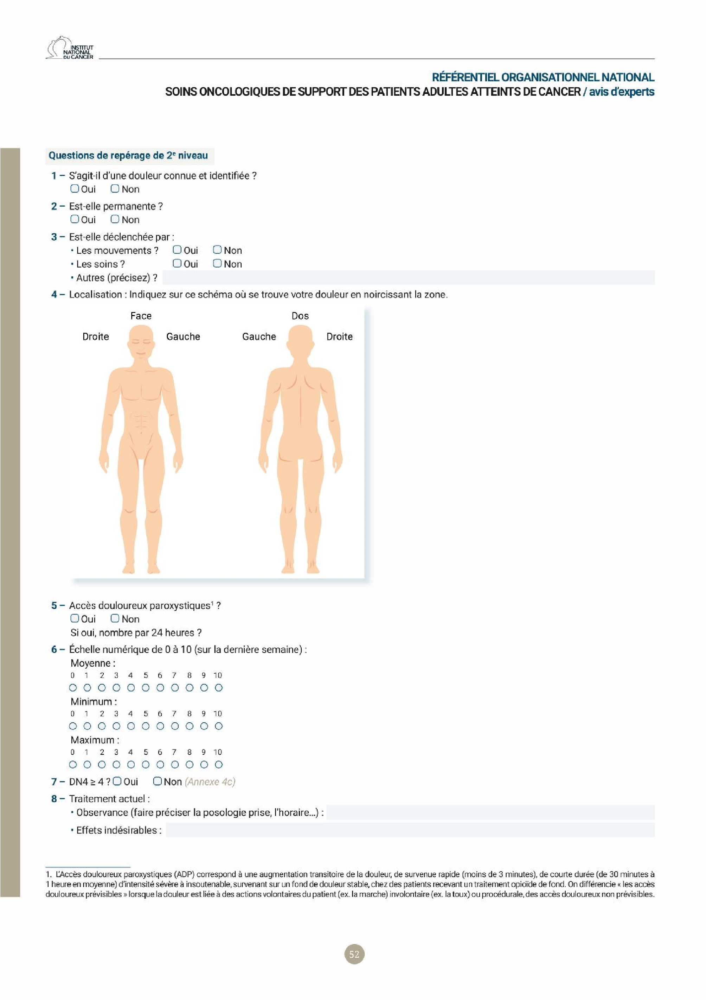 INSTITUT
NATIONAL
DU CANCER
RÉFÉRENTIEL ORGANISATIONNEL NATIONAL
SOINS ONCOLOGIQUES DE SUPPORT DES PATIENTS ADULTES ATTEINTS DE CANCER / avis d'experts
Questions de repérage de 2e niveau
1 – S'agit-il d'une douleur connue et identifiée ?
Oui Non
2 – Est-elle permanente ?
Oui Non
3 – Est-elle déclenchée par :
• Les mouvements ? Oui Non
• Les soins ? Oui Non
• Autres (précisez) ?
4 – Localisation : Indiquez sur ce schéma où se trouve votre douleur en noircissant la zone.
Face Dos
Droite Gauche Gauche Droite
5 – Accès douloureux paroxystiques¹ ?
Oui Non
Si oui, nombre par 24 heures ?
6 – Échelle numérique de 0 à 10 (sur la dernière semaine) :
Moyenne :
0 1 2 3 4 5 6 7 8 9 10
Minimum :
0 1 2 3 4 5 6 7 8 9 10
Maximum :
0 1 2 3 4 5 6 7 8 9 10
7 – DN4 ≥ 4 ? Oui Non (Annexe 4c)
8 – Traitement actuel :
• Observance (faire préciser la posologie prise, l'horaire...) :
• Effets indésirables :
1. L'Accès douloureux paroxystiques (ADP) correspond à une augmentation transitoire de la douleur, de survenue rapide (moins de 3 minutes), de courte durée (de 30 minutes à
1 heure en moyenne) d'intensité sévère à insoutenable, survenant sur un fond de douleur stable, chez des patients recevant un traitement opioïde de fond. On différencie « les accès
douloureux prévisibles » lorsque la douleur est liée à des actions volontaires du patient (ex. la marche) involontaire (ex. la toux) ou procédurale, des accès douloureux non prévisibles.
52